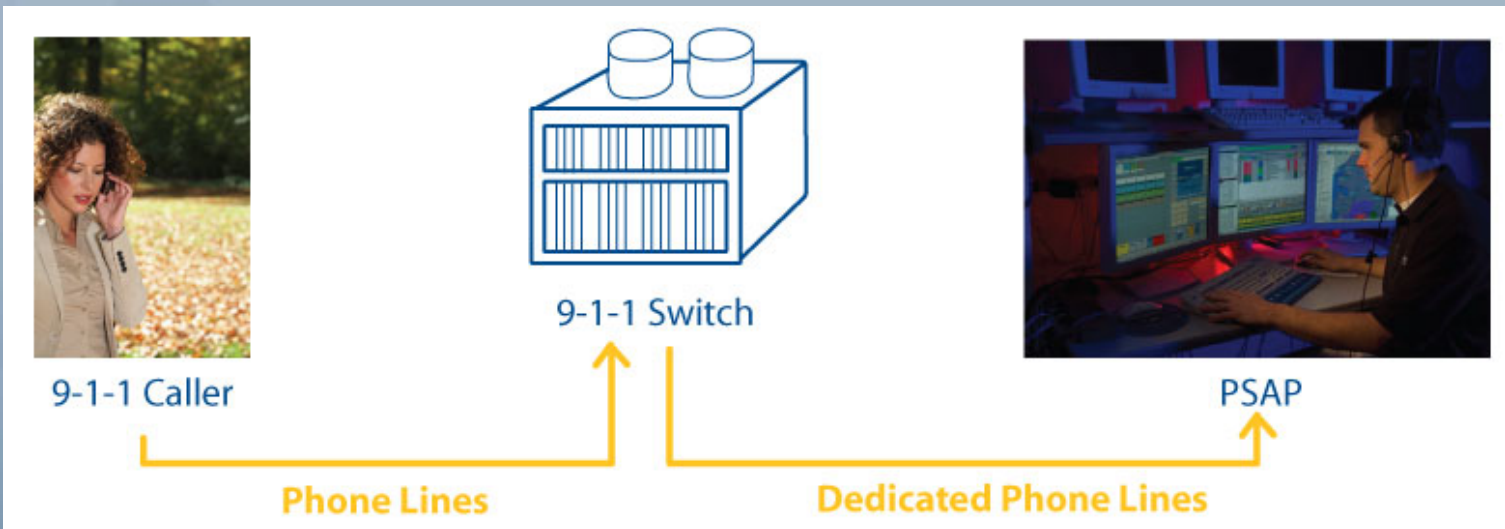 9-1-1 Switch
9-1-1 Caller
PSAP
Phone Lines
Dedicated Phone Lines